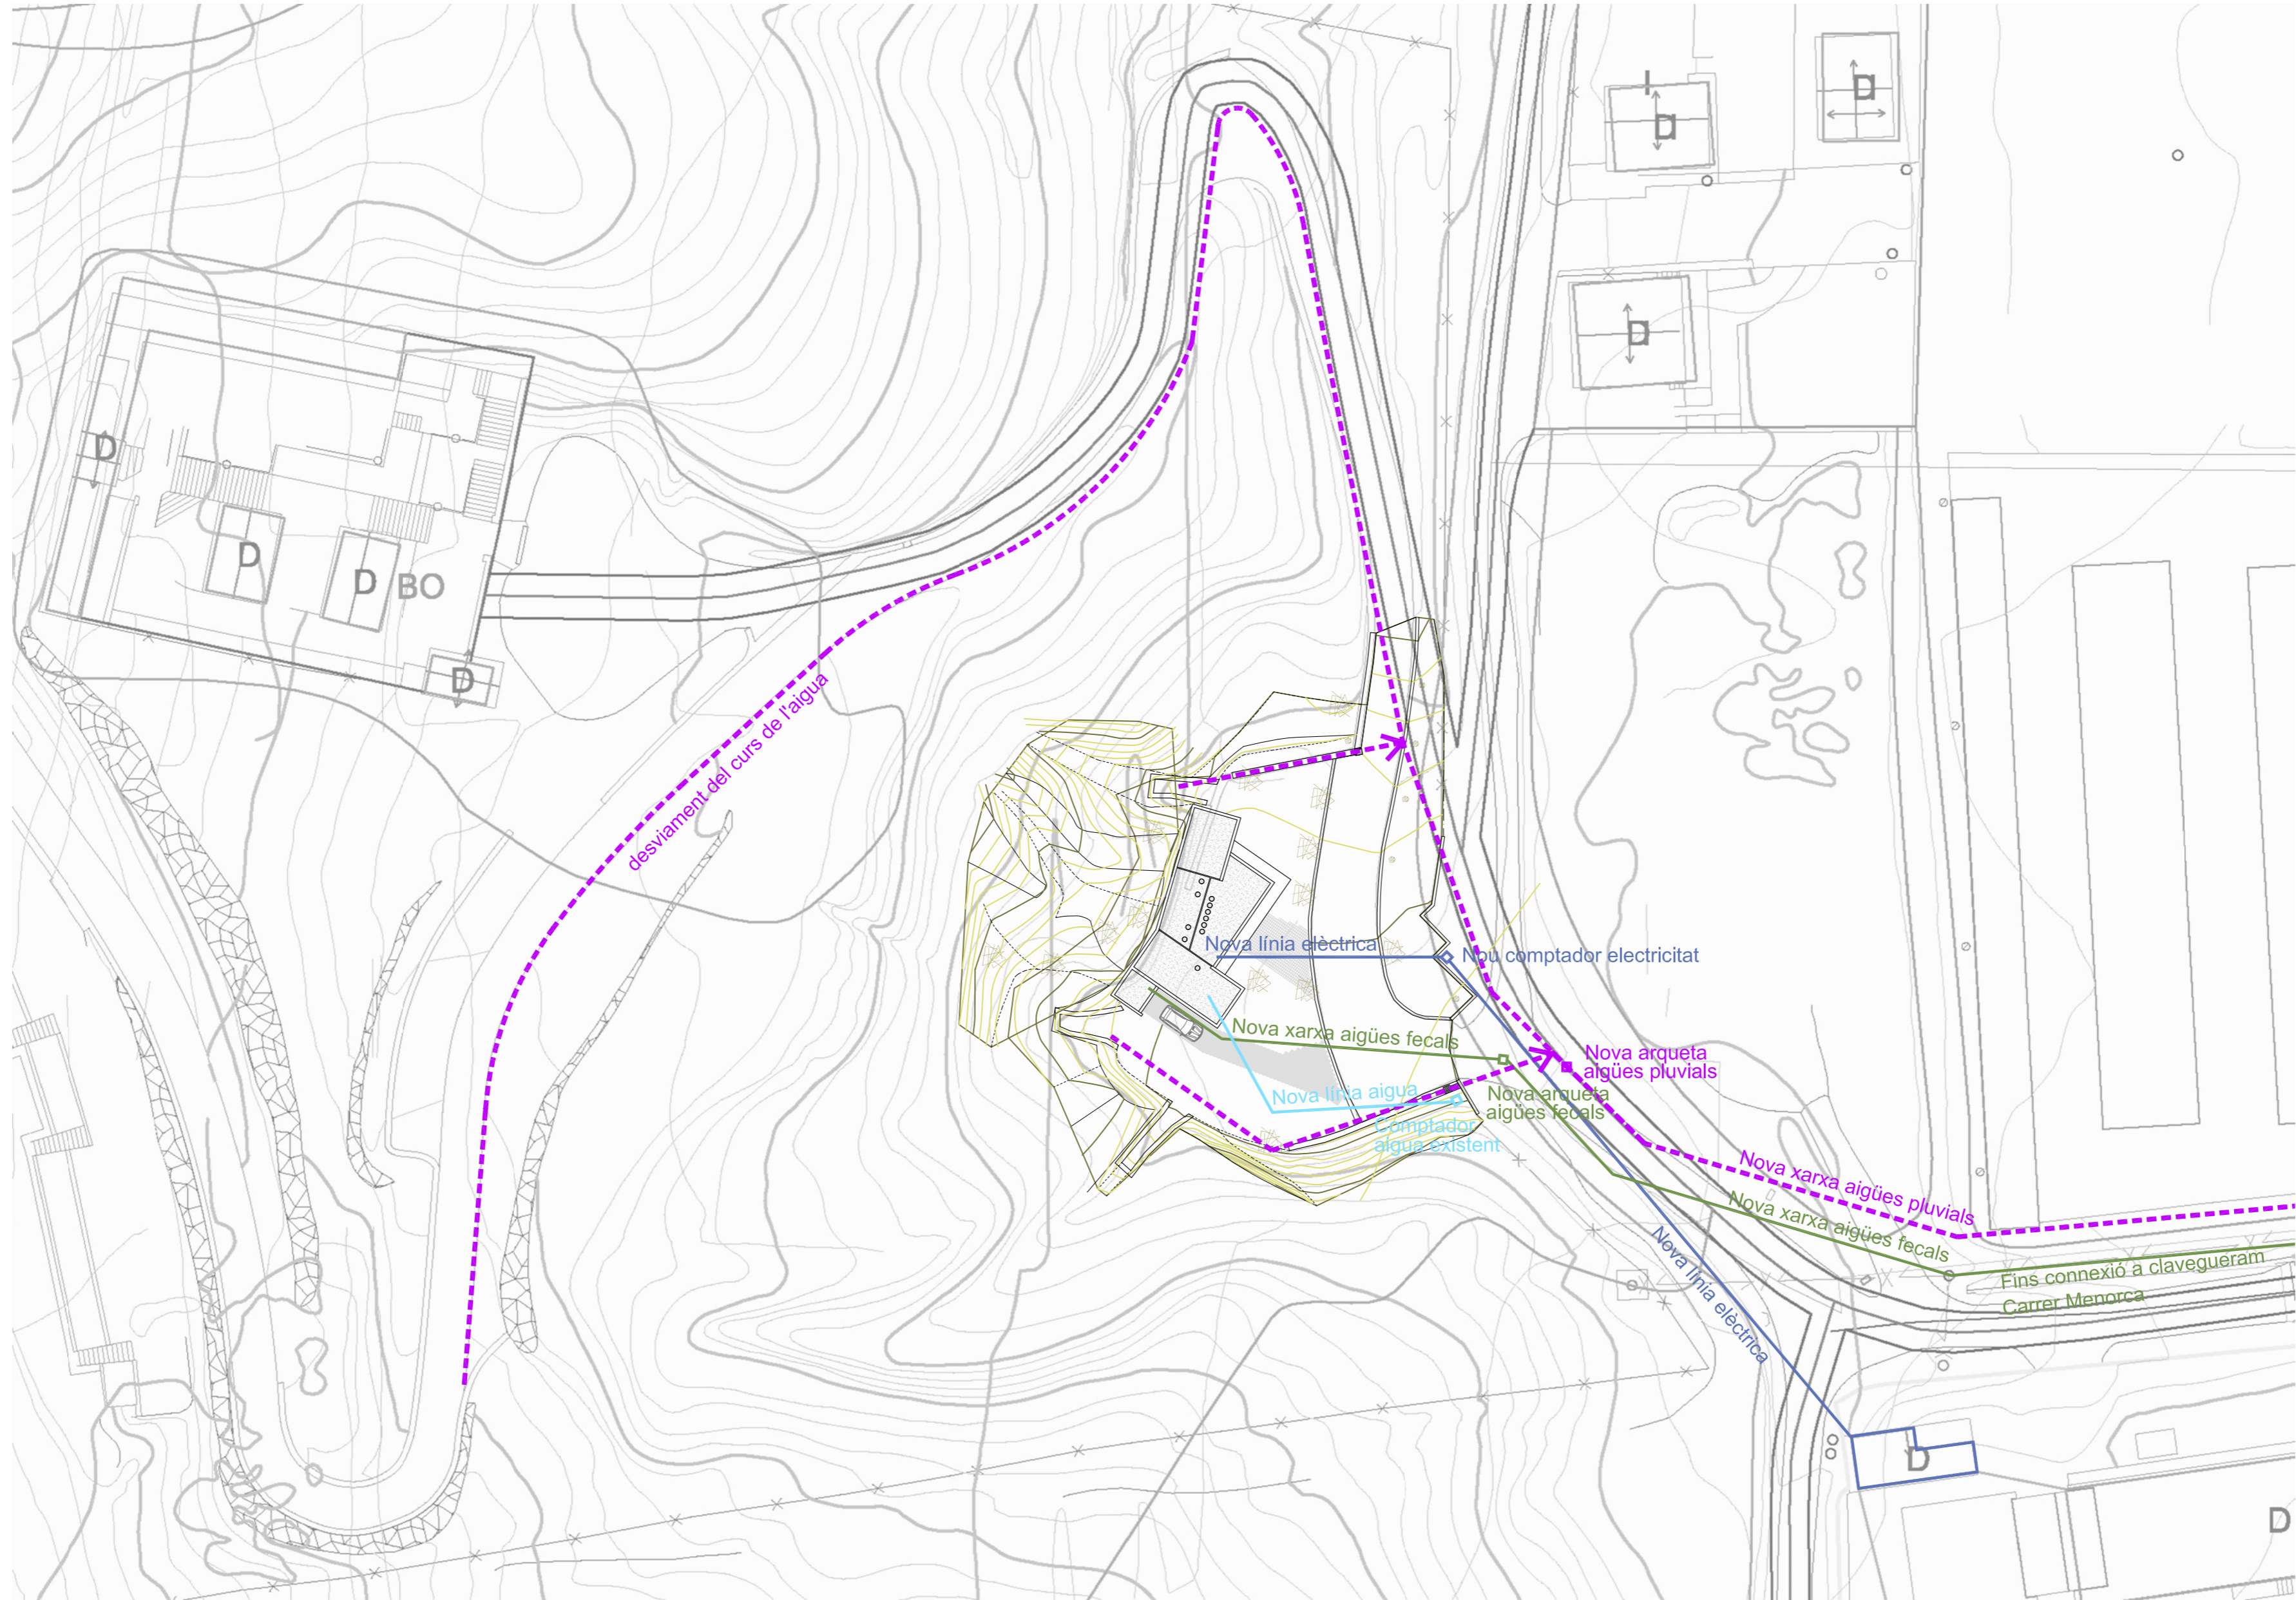 I
D
D
D
D
D
D
BO
D
desviament del curs de l'aigua
Nova línia elèctrica
Nou comptador electricitat
Nova xarxa aigües fecals
Nova arqueta
aigües pluvials
Nova línia aigua
Nova arqueta
aigües fecals
Comptador
aigua existent
Nova xarxa aigües pluvials
Nova xarxa aigües fecals
Nova línia elèctrica
Fins connexió a clavegueram
Carrer Menorca
D
D